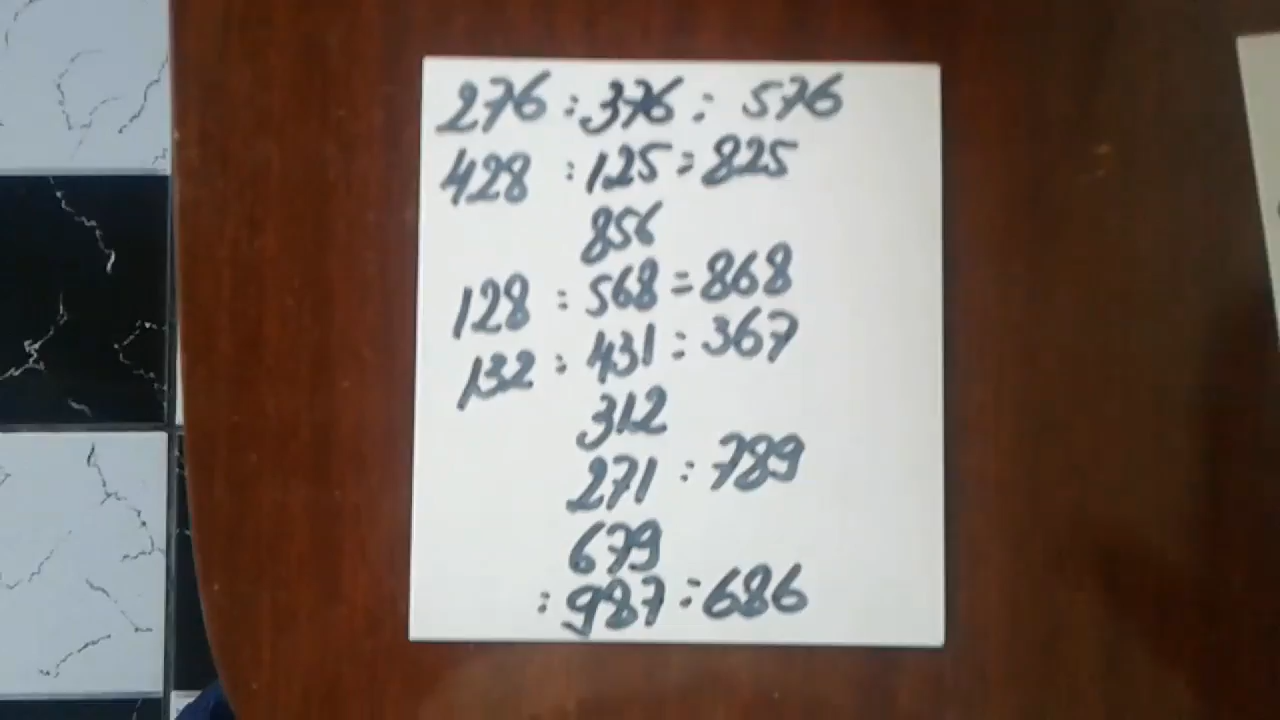 276 : 376 : 576
428 : 125 = 825
856
128 : 568 = 868
132 : 431 : 367
312
271 : 789
679
: 987 : 686